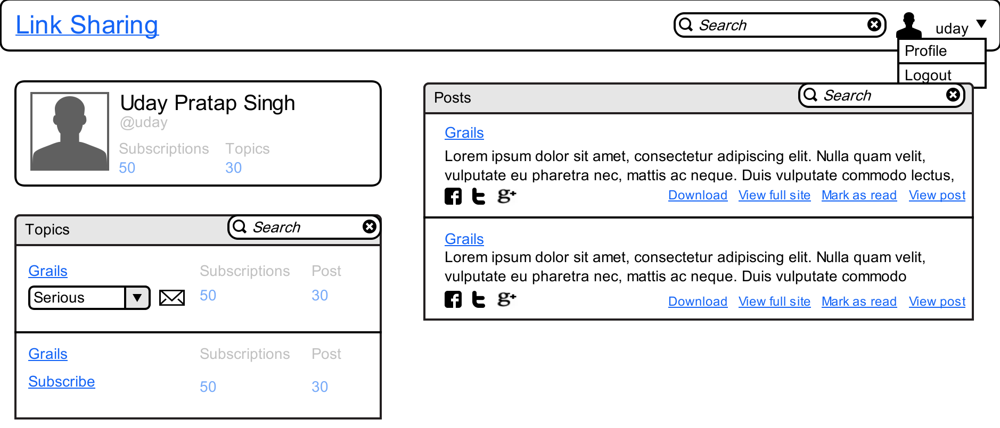 Link Sharing
Search
uday
Profile
Logout
Uday Pratap Singh
@uday
Subscriptions Topics
50 30
Topics
Search
Grails Subscriptions Post
Serious 50 30
Grails Subscriptions Post
Subscribe 50 30
Posts
Search
Grails
Lorem ipsum dolor sit amet, consectetur adipiscing elit. Nulla quam velit,
vulputate eu pharetra nec, mattis ac neque. Duis vulputate commodo lectus,
g+ Download View full site Mark as read View post
Grails
Lorem ipsum dolor sit amet, consectetur adipiscing elit. Nulla quam velit,
vulputate eu pharetra nec, mattis ac neque. Duis vulputate commodo
g+ Download View full site Mark as read View post